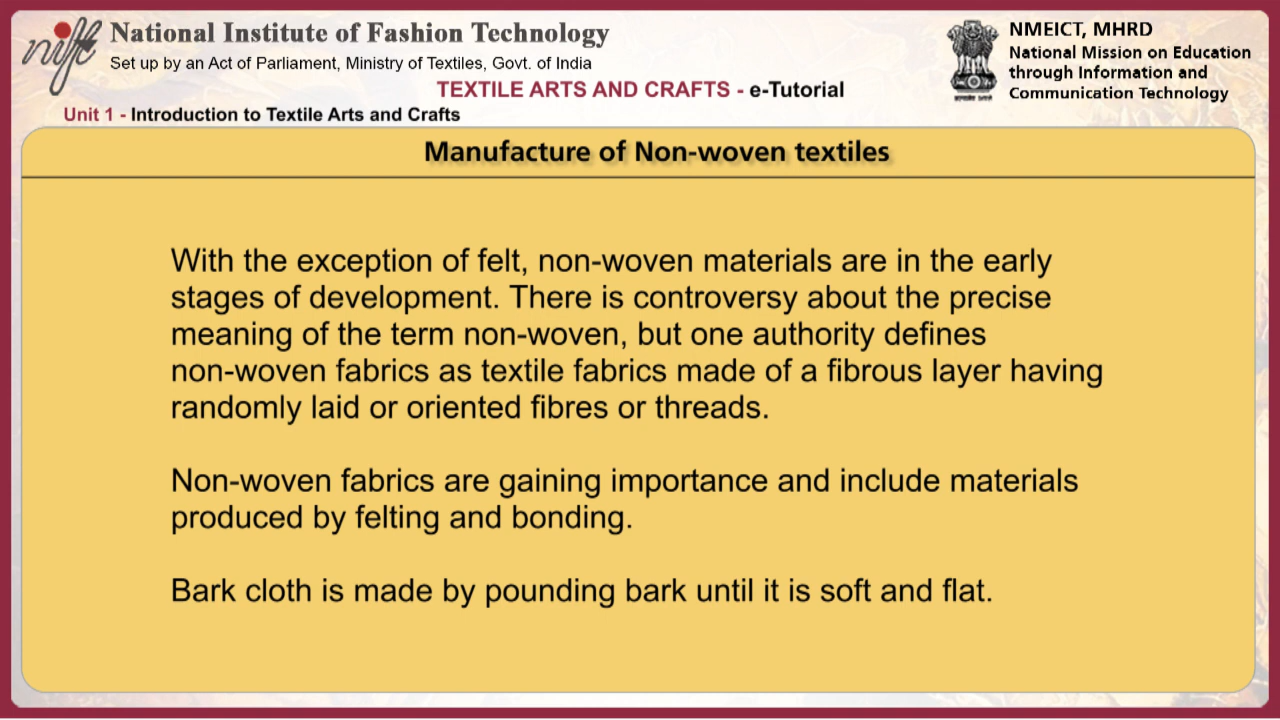 nift
National Institute of Fashion Technology
Set up by an Act of Parliament, Ministry of Textiles, Govt. of India
NMEICT, MHRD
National Mission on Education
through Information and
Communication Technology
TEXTILE ARTS AND CRAFTS - e-Tutorial
Unit 1 - Introduction to Textile Arts and Crafts
Manufacture of Non-woven textiles
With the exception of felt, non-woven materials are in the early
stages of development. There is controversy about the precise
meaning of the term non-woven, but one authority defines
non-woven fabrics as textile fabrics made of a fibrous layer having
randomly laid or oriented fibres or threads.
Non-woven fabrics are gaining importance and include materials
produced by felting and bonding.
Bark cloth is made by pounding bark until it is soft and flat.